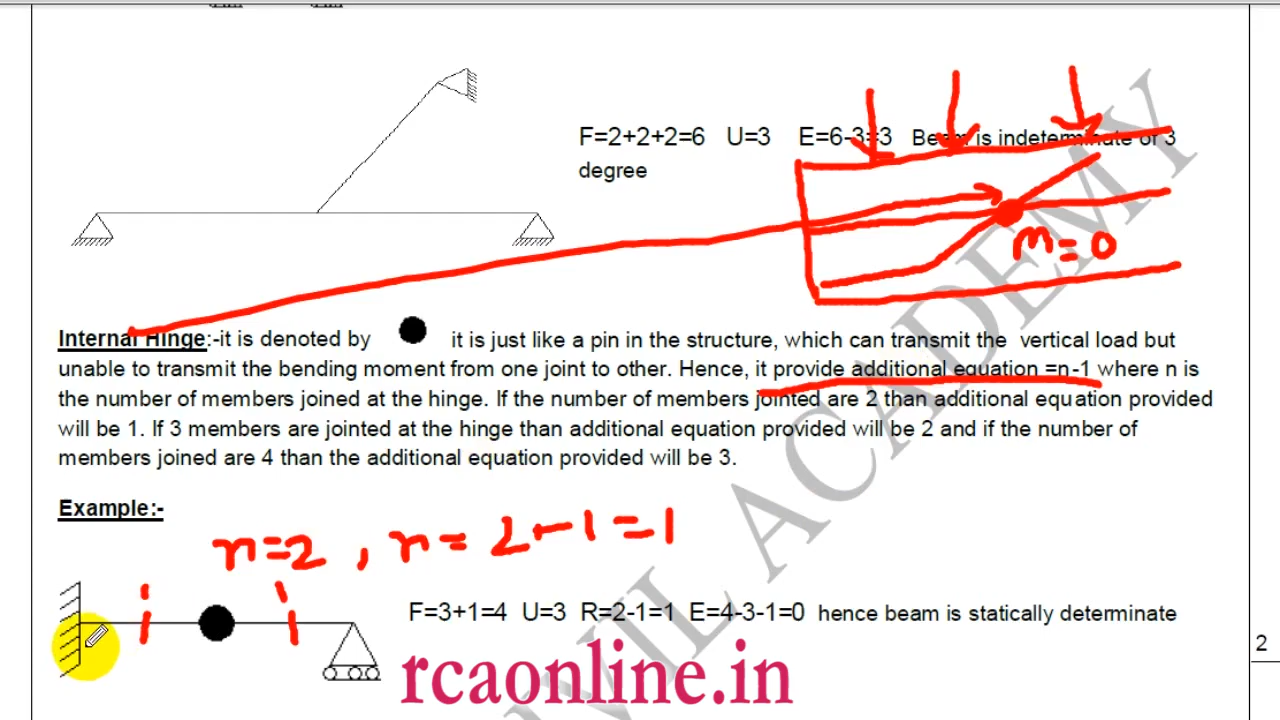 F=2+2+2=6 U=3 E=6-3=3 Beam is indeterminate of 3
degree
M=0
Internal Hinge:-it is denoted by it is just like a pin in the structure, which can transmit the vertical load but
unable to transmit the bending moment from one joint to other. Hence, it provide additional equation =n-1 where n is
the number of members joined at the hinge. If the number of members jointed are 2 than additional equation provided
will be 1. If 3 members are jointed at the hinge than additional equation provided will be 2 and if the number of
members joined are 4 than the additional equation provided will be 3.
Example:-
n=2 , n= 2-1=1
F=3+1=4 U=3 R=2-1=1 E=4-3-1=0 hence beam is statically determinate
2
rcaonline.in
CIVIL ACADEMY